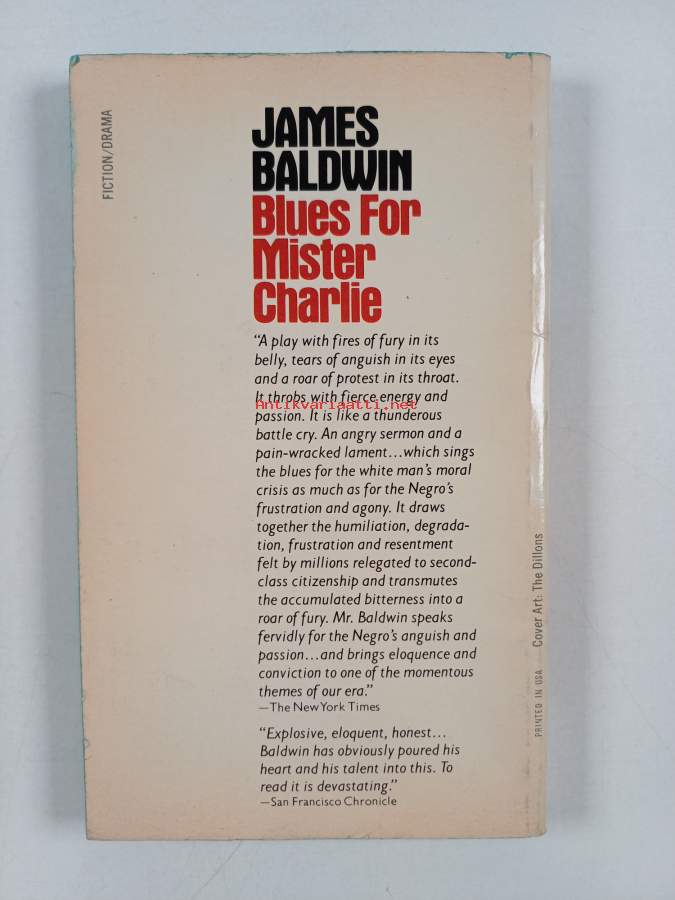 FICTION/DRAMA
JAMES
BALDWIN
Blues For
Mister
Charlie
“A play with fires of fury in its
belly, tears of anguish in its eyes
and a roar of protest in its throat.
It throbs with fierce energy and
Antikvariaatti.net
passion. It is like a thunderous
battle cry. An angry sermon and a
pain-wracked lament...which sings
the blues for the white man's moral
crisis as much as for the Negro's
frustration and agony. It draws
together the humiliation, degrada-
tion, frustration and resentment
felt by millions relegated to second-
class citizenship and transmutes
the accumulated bitterness into a
roar of fury. Mr. Baldwin speaks
fervidly for the Negro's anguish and
passion...and brings eloquence and
conviction to one of the momentous
themes of our era.”
—The New York Times
“Explosive, eloquent, honest...
Baldwin has obviously poured his
heart and his talent into this. To
read it is devastating.”
—San Francisco Chronicle
PRINTED IN USA Cover Art: The Dillons